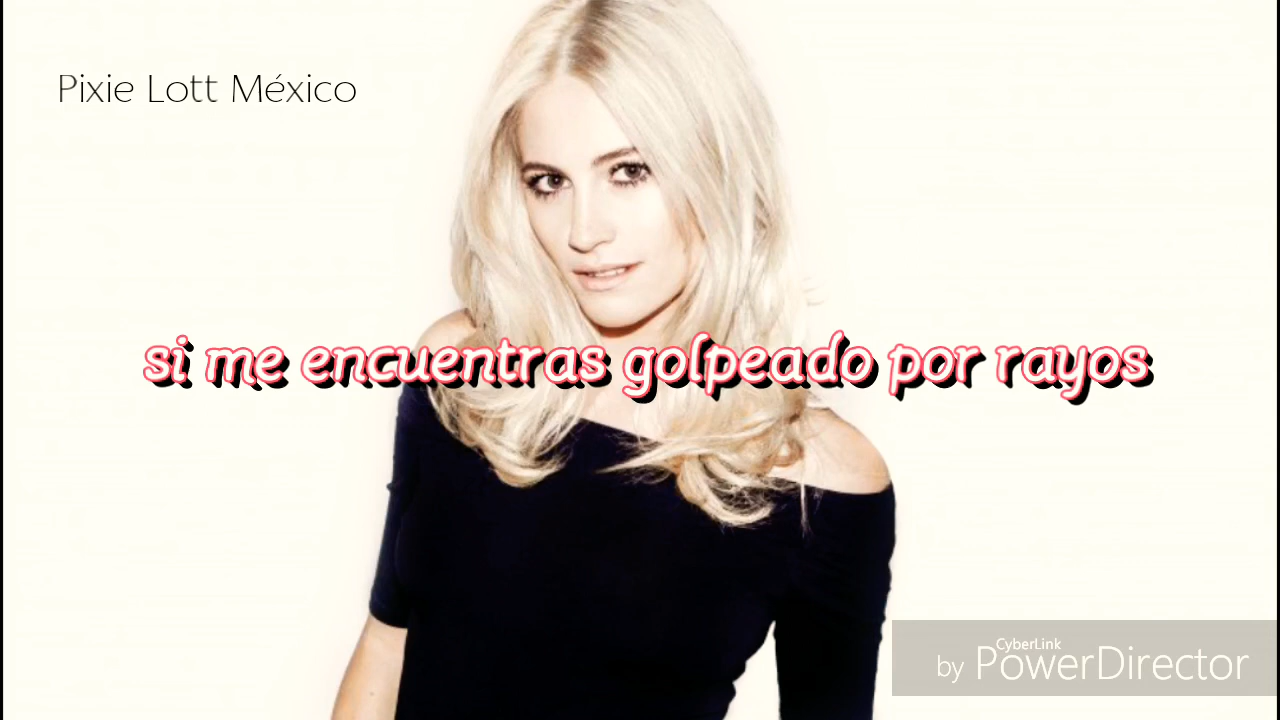 Pixie Lott México
si me encuentras golpeado por rayos
CyberLink
by PowerDirector